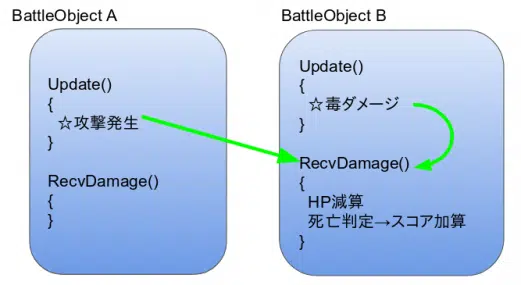 BattleObject A
Update()
{
☆攻撃発生
}
RecvDamage()
{
}
BattleObject B
Update()
{
☆毒ダメージ
}
RecvDamage()
{
HP減算
死亡判定→スコア加算
}